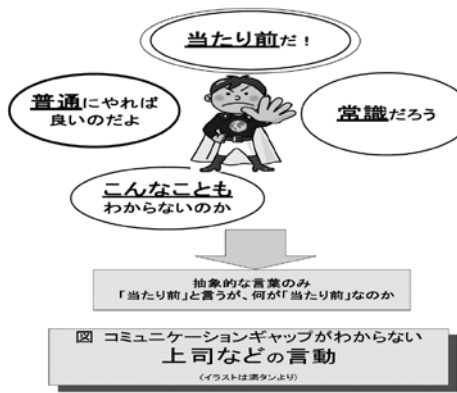 当たり前だ！
普通にやれば
良いのだよ
常識だろう
こんなことも
わからないのか
抽象的な言葉のみ
「当たり前」と言うが、何が「当たり前」なのか
図 コミュニケーションギャップがわからない
上司などの言動
（イラストは満タンより）